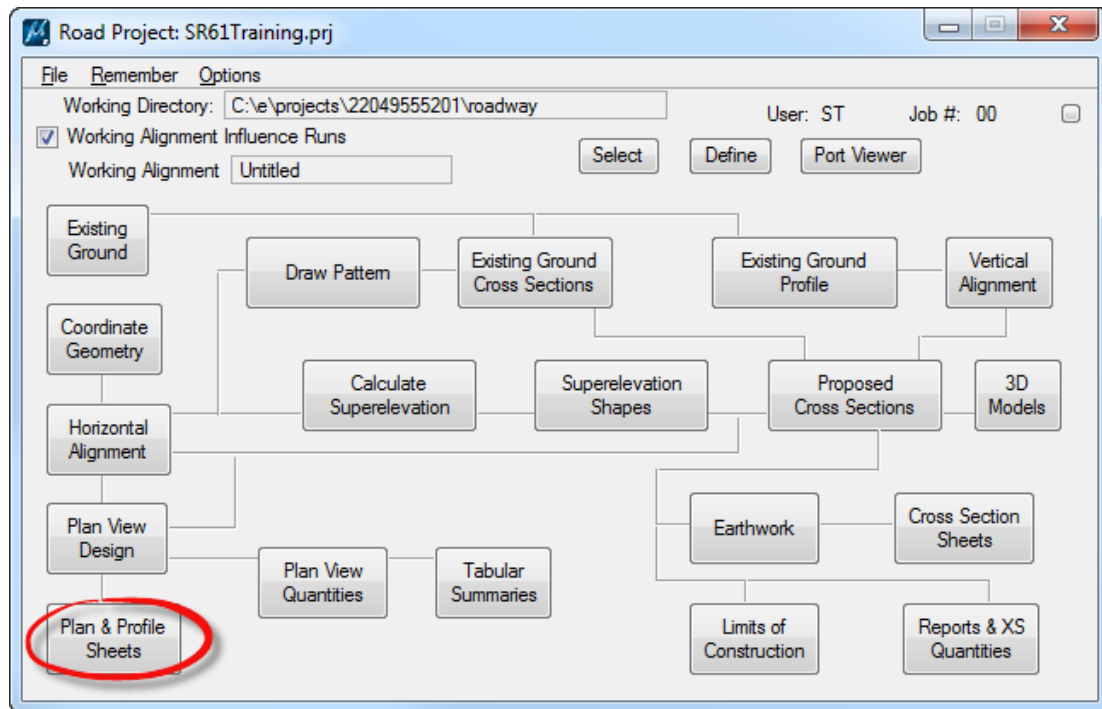 Road Project: SR61Training.prj
File Remember Options
Working Directory: C:\e\projects\22049555201\roadway
User: ST Job #: 00
Working Alignment Influence Runs
Select Define Port Viewer
Working Alignment Untitled
Existing
Ground
Draw Pattern
Existing Ground
Cross Sections
Existing Ground
Profile
Vertical
Alignment
Coordinate
Geometry
Calculate
Superelevation
Superelevation
Shapes
Proposed
Cross Sections
3D
Models
Horizontal
Alignment
Plan View
Design
Earthwork
Cross Section
Sheets
Plan View
Quantities
Tabular
Summaries
Plan & Profile
Sheets
Limits of
Construction
Reports & XS
Quantities